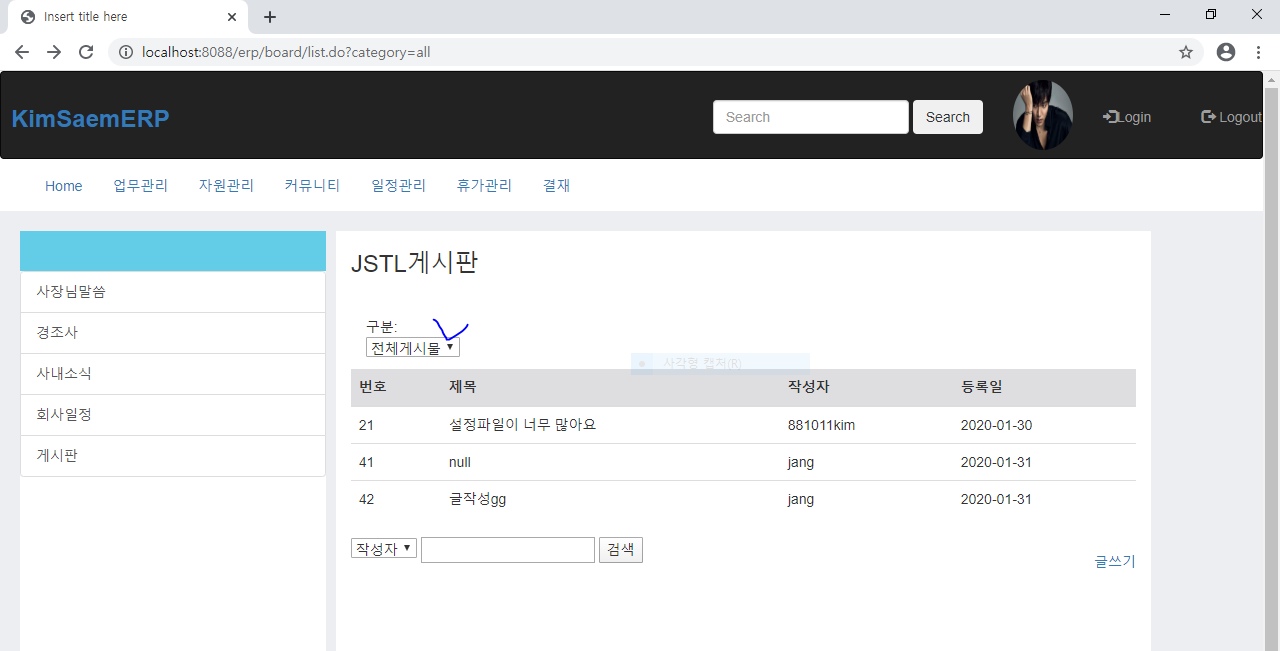 Insert title here
localhost:8088/erp/board/list.do?category=all
KimSaemERP
Search Search Login Logout
Home 업무관리 자원관리 커뮤니티 일정관리 휴가관리 결재
사장님말씀
경조사
사내소식
회사일정
게시판
JSTL게시판
구분:
전체게시물
사각형 캡처(R)
번호 제목 작성자 등록일
21 설정파일이 너무 많아요 881011kim 2020-01-30
41 null jang 2020-01-31
42 글작성gg jang 2020-01-31
작성자 검색
글쓰기